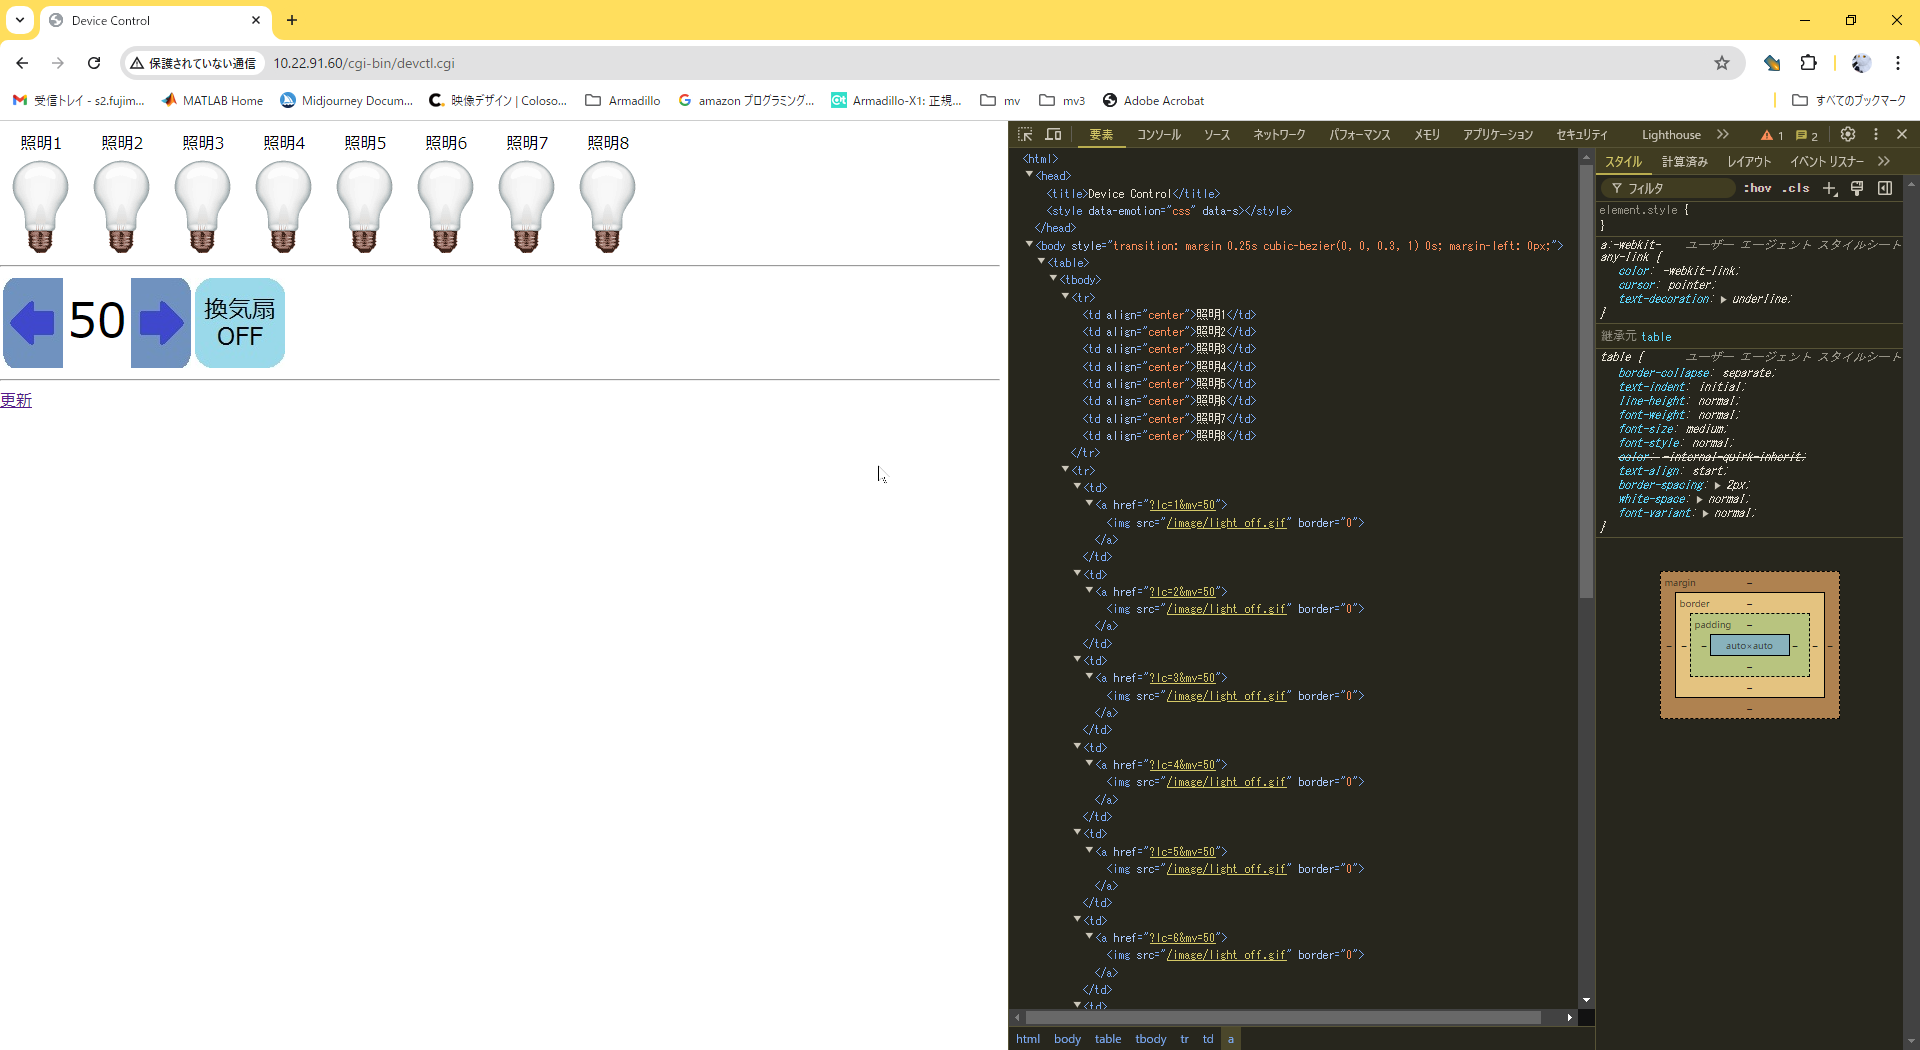 Device Control
保護されていない通信
10.22.91.60/cgi-bin/devctl.cgi
受信トレイ - s2.fujim...
MATLAB Home
Midjourney Docum...
映像デザイン | Coloso...
Armadillo
amazon プログラミング...
Armadillo-X1: 正規...
mv
mv3
Adobe Acrobat
すべてのブックマーク
照明1 照明2 照明3 照明4 照明5 照明6 照明7 照明8
50
換気扇
OFF
更新
要素 コンソール ソース ネットワーク パフォーマンス メモリ アプリケーション セキュリティ Lighthouse 1 2
<html>
<head>
<title>Device Control</title>
<style data-emotion="css" data-s></style>
</head>
<body style="transition: margin 0.25s cubic-bezier(0, 0, 0.3, 1) 0s; margin-left: 0px;">
<table>
<tbody>
<tr>
<td align="center">照明1</td>
<td align="center">照明2</td>
<td align="center">照明3</td>
<td align="center">照明4</td>
<td align="center">照明5</td>
<td align="center">照明6</td>
<td align="center">照明7</td>
<td align="center">照明8</td>
</tr>
<tr>
<td>
<a href="?lc=1&mv=50">
<img src="/image/light_off.gif" border="0">
</a>
</td>
<td>
<a href="?lc=2&mv=50">
<img src="/image/light_off.gif" border="0">
</a>
</td>
<td>
<a href="?lc=3&mv=50">
<img src="/image/light_off.gif" border="0">
</a>
</td>
<td>
<a href="?lc=4&mv=50">
<img src="/image/light_off.gif" border="0">
</a>
</td>
<td>
<a href="?lc=5&mv=50">
<img src="/image/light_off.gif" border="0">
</a>
</td>
<td>
<a href="?lc=6&mv=50">
<img src="/image/light_off.gif" border="0">
</a>
</td>
<td>
html body table tbody tr td a
スタイル 計算済み レイアウト イベント リスナー
フィルタ :hov .cls
element.style {
}
a:-webkit-any-link { ユーザー エージェント スタイルシート
color: -webkit-link;
cursor: pointer;
text-decoration: underline;
}
継承元 table
table { ユーザー エージェント スタイルシート
border-collapse: separate;
text-indent: initial;
line-height: normal;
font-weight: normal;
font-size: medium;
font-style: normal;
color: -internal-quirk-inherit;
text-align: start;
border-spacing: 2px;
white-space: normal;
font-variant: normal;
}
margin –
border –
padding –
– – – auto×auto – – –
–
–
–